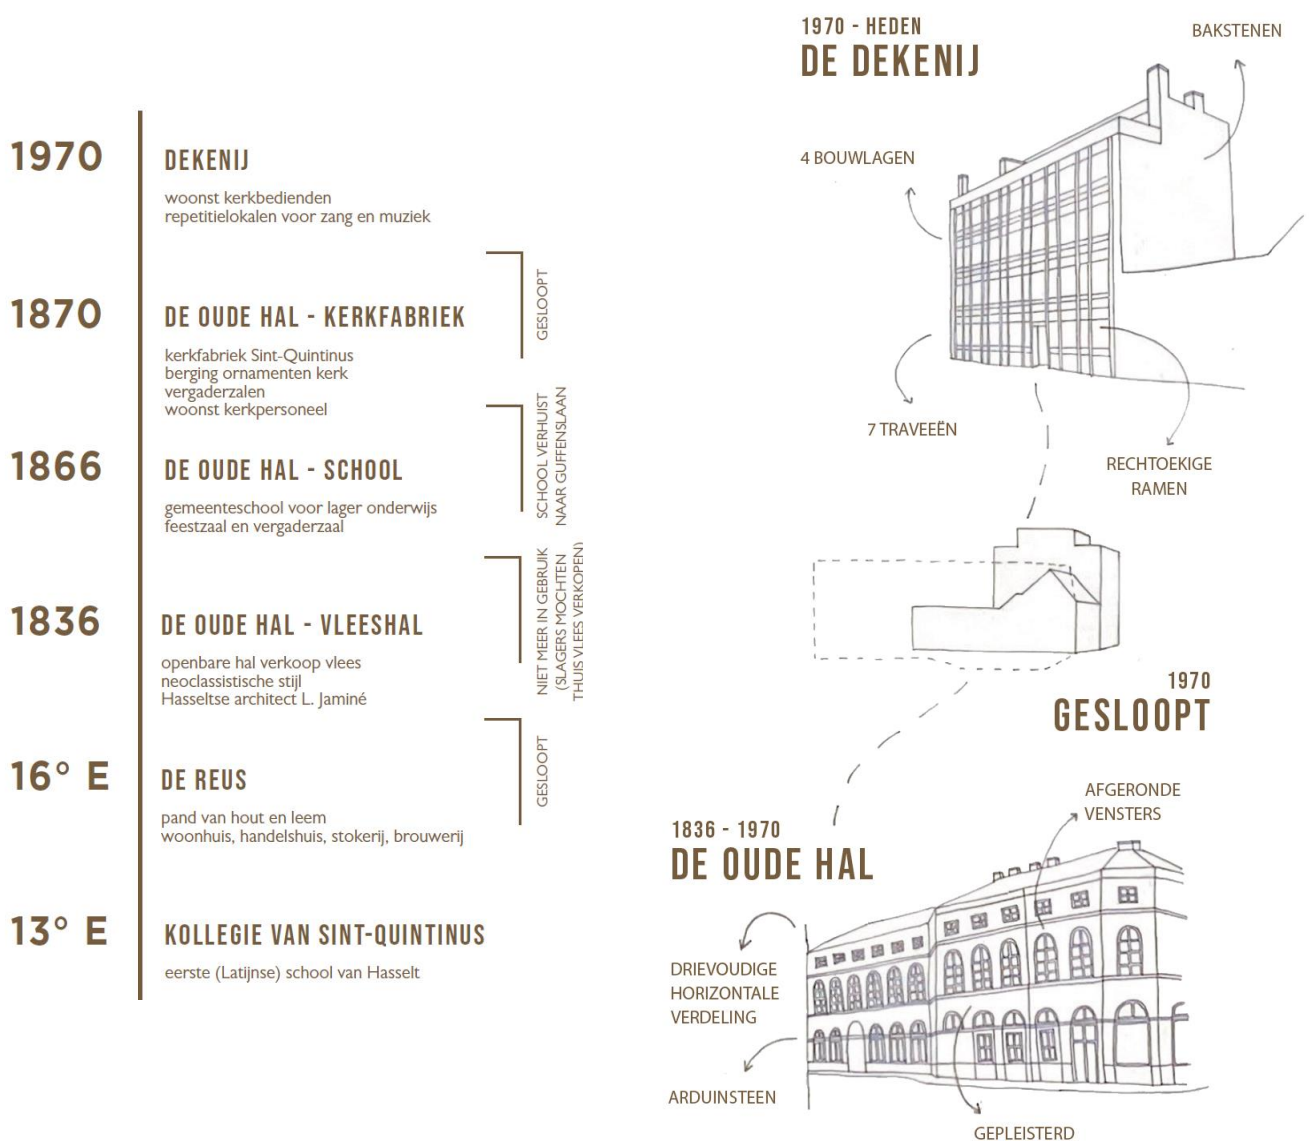 1970
DEKENIJ
woonst kerkbedienden
repetitielokalen voor zang en muziek
GESLOOPT
1870
DE OUDE HAL - KERKFABRIEK
kerkfabriek Sint-Quintinus
berging ornamenten kerk
vergaderzalen
woonst kerkpersoneel
SCHOOL VERHUIST
NAAR GUFFENSLAAN
1866
DE OUDE HAL - SCHOOL
gemeenteschool voor lager onderwijs
feestzaal en vergaderzaal
NIET MEER IN GEBRUIK
(SLAGERS MOCHTEN
THUIS VLEES VERKOPEN)
1836
DE OUDE HAL - VLEESHAL
openbare hal verkoop vlees
neoclassistische stijl
Hasseltse architect L. Jaminé
GESLOOPT
16° E
DE REUS
pand van hout en leem
woonhuis, handelshuis, stokerij, brouwerij
13° E
KOLLEGIE VAN SINT-QUINTINUS
eerste (Latijnse) school van Hasselt
1970 - HEDEN
DE DEKENIJ
BAKSTENEN
4 BOUWLAGEN
7 TRAVEEËN
RECHTOEKIGE
RAMEN
1970
GESLOOPT
1836 - 1970
DE OUDE HAL
AFGERONDE
VENSTERS
DRIEVOUDIGE
HORIZONTALE
VERDELING
ARDUINSTEEN
GEPLEISTERD